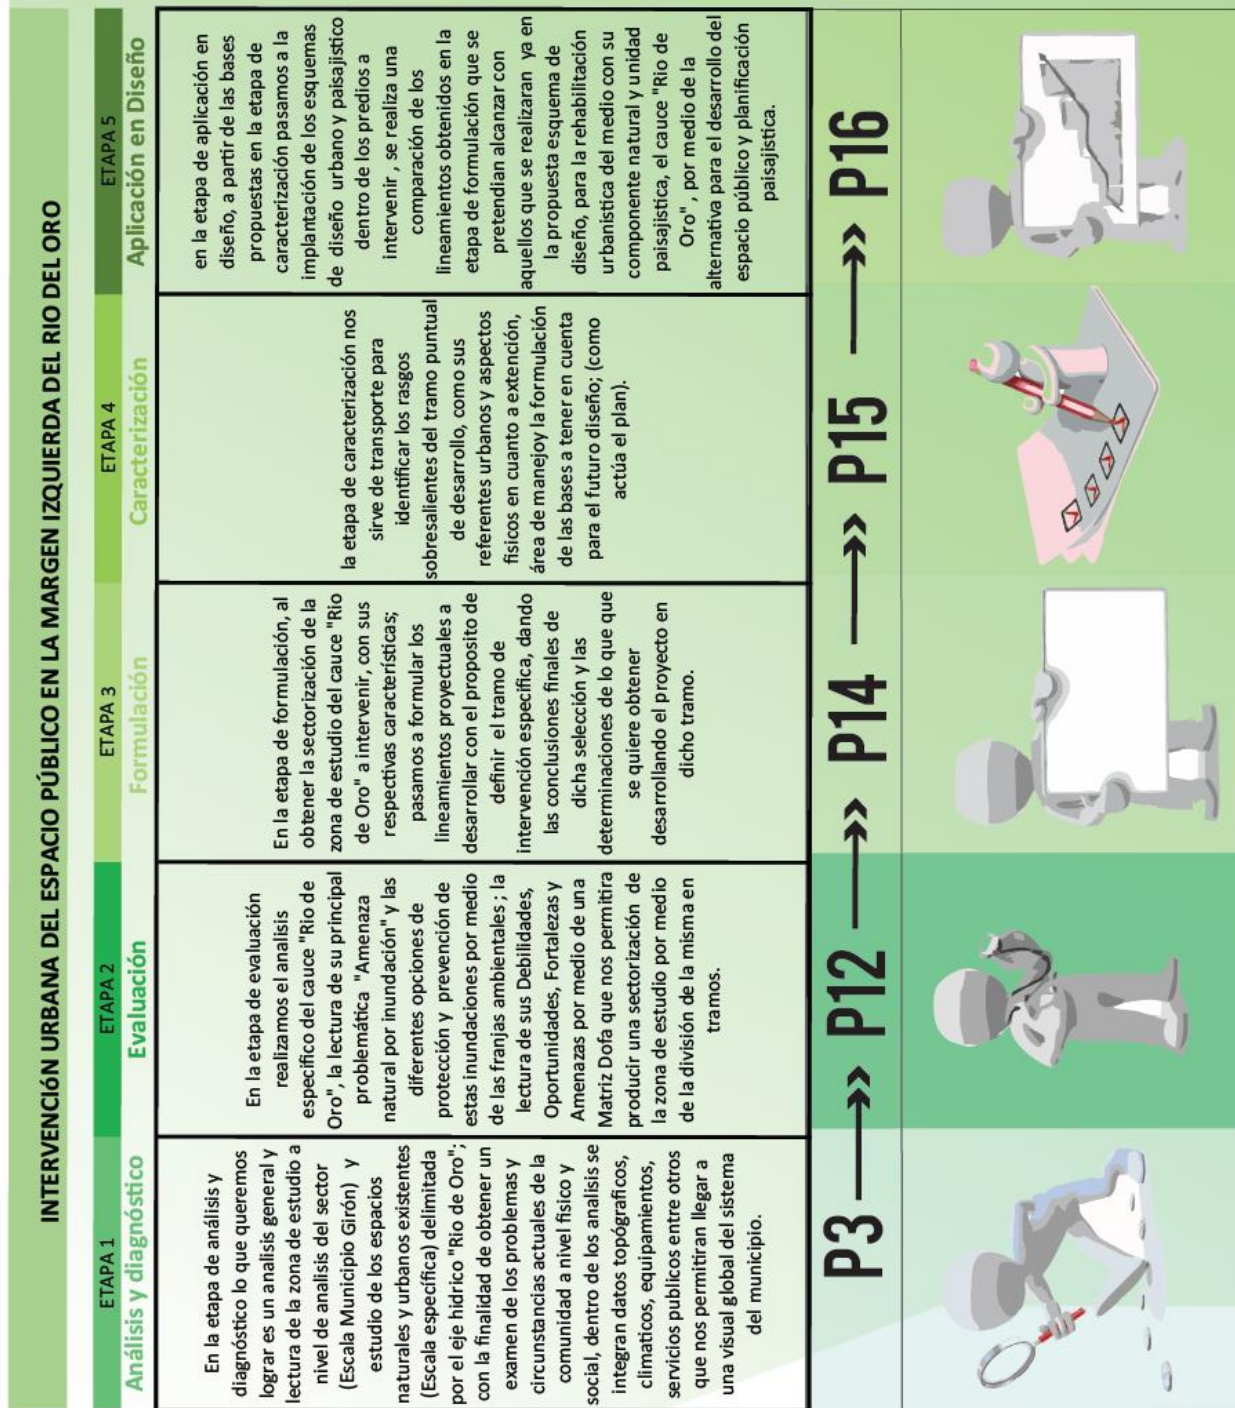 INTERVENCIÓN URBANA DEL ESPACIO PÚBLICO EN LA MARGEN IZQUIERDA DEL RIO DEL ORO
ETAPA 1
Análisis y diagnóstico
En la etapa de análisis y
diagnóstico lo que queremos
lograr es un analisis general y
lectura de la zona de estudio a
nivel de analisis del sector
(Escala Municipio Girón) y
estudio de los espacios
naturales y urbanos existentes
(Escala específica) delimitada
por el eje hidrico "Rio de Oro";
con la finalidad de obtener un
examen de los problemas y
circunstancias actuales de la
comunidad a nivel físico y
social, dentro de los analisis se
integran datos topógraficos,
climaticos, equipamientos,
servicios publicos entre otros
que nos permitiran llegar a
una visual global del sistema
del municipio.
ETAPA 2
Evaluación
En la etapa de evaluación
realizamos el analisis
especifico del cauce "Rio de
Oro", la lectura de su principal
problemática "Amenaza
natural por inundación" y las
diferentes opciones de
protección y prevención de
estas inundaciones por medio
de las franjas ambientales ; la
lectura de sus Debilidades,
Oportunidades, Fortalezas y
Amenazas por medio de una
Matriz Dofa que nos permitira
producir una sectorización de
la zona de estudio por medio
de la división de la misma en
tramos.
ETAPA 3
Formulación
En la etapa de formulación, al
obtener la sectorización de la
zona de estudio del cauce "Rio
de Oro" a intervenir, con sus
respectivas características;
pasamos a formular los
lineamientos proyectuales a
desarrollar con el proposito de
definir el tramo de
intervención especifica, dando
las conclusiones finales de
dicha selección y las
determinaciones de lo que que
se quiere obtener
desarrollando el proyecto en
dicho tramo.
ETAPA 4
Caracterización
la etapa de caracterización nos
sirve de transporte para
identificar los rasgos
sobresalientes del tramo puntual
de desarrollo, como sus
referentes urbanos y aspectos
fisicos en cuanto a extención,
área de manejoy la formulación
de las bases a tener en cuenta
para el futuro diseño; (como
actúa el plan).
ETAPA 5
Aplicación en Diseño
en la etapa de aplicación en
diseño, a partir de las bases
propuestas en la etapa de
caracterización pasamos a la
implantación de los esquemas
de diseño urbano y paisajistico
dentro de los predios a
intervenir , se realiza una
comparación de los
lineamientos obtenidos en la
etapa de formulación que se
pretendian alcanzar con
aquellos que se realizaran ya en
la propuesta esquema de
diseño, para la rehabilitación
urbanistica del medio con su
componente natural y unidad
paisajistica, el cauce "Rio de
Oro" , por medio de la
alternativa para el desarrollo del
espacio público y planificación
paisajistica.
P3 P12 P14 P15 P16